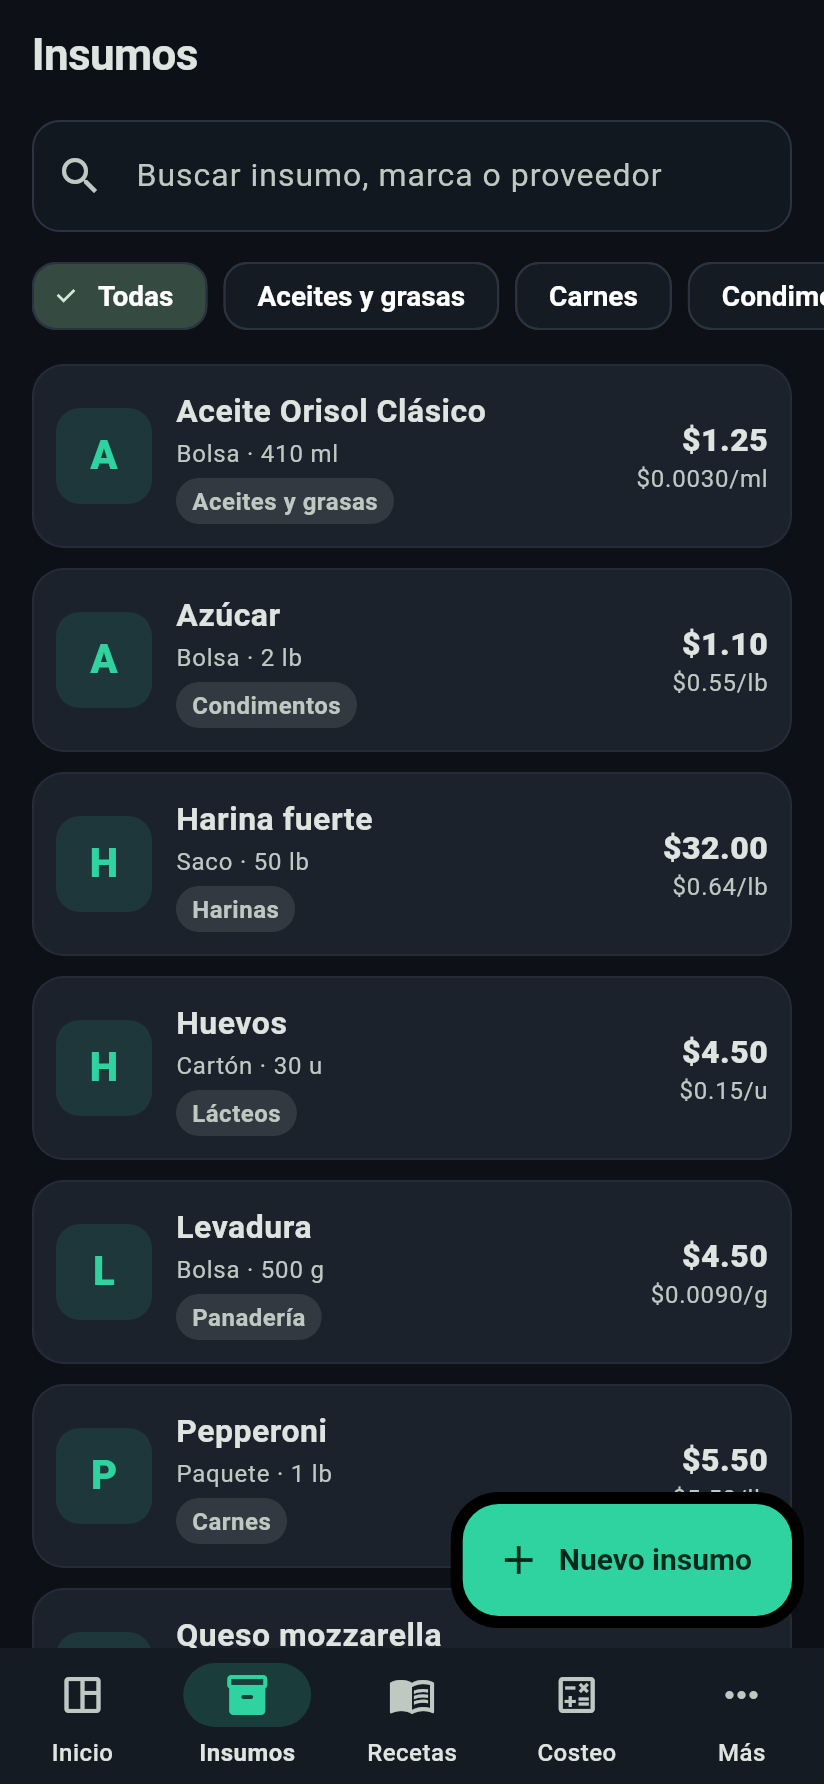 Insumos
Buscar insumo, marca o proveedor
Todas
Aceites y grasas
Carnes
A
Aceite Orisol Clásico
Bolsa · 410 ml
Aceites y grasas
$1.25
$0.0030/ml
A
Azúcar
Bolsa · 2 lb
Condimentos
$1.10
$0.55/lb
H
Harina fuerte
Saco · 50 lb
Harinas
$32.00
$0.64/lb
H
Huevos
Cartón · 30 u
Lácteos
$4.50
$0.15/u
L
Levadura
Bolsa · 500 g
Panadería
$4.50
$0.0090/g
P
Pepperoni
Paquete · 1 lb
Carnes
$5.50
Nuevo insumo
Queso mozzarella
Inicio
Insumos
Recetas
Costeo
Más